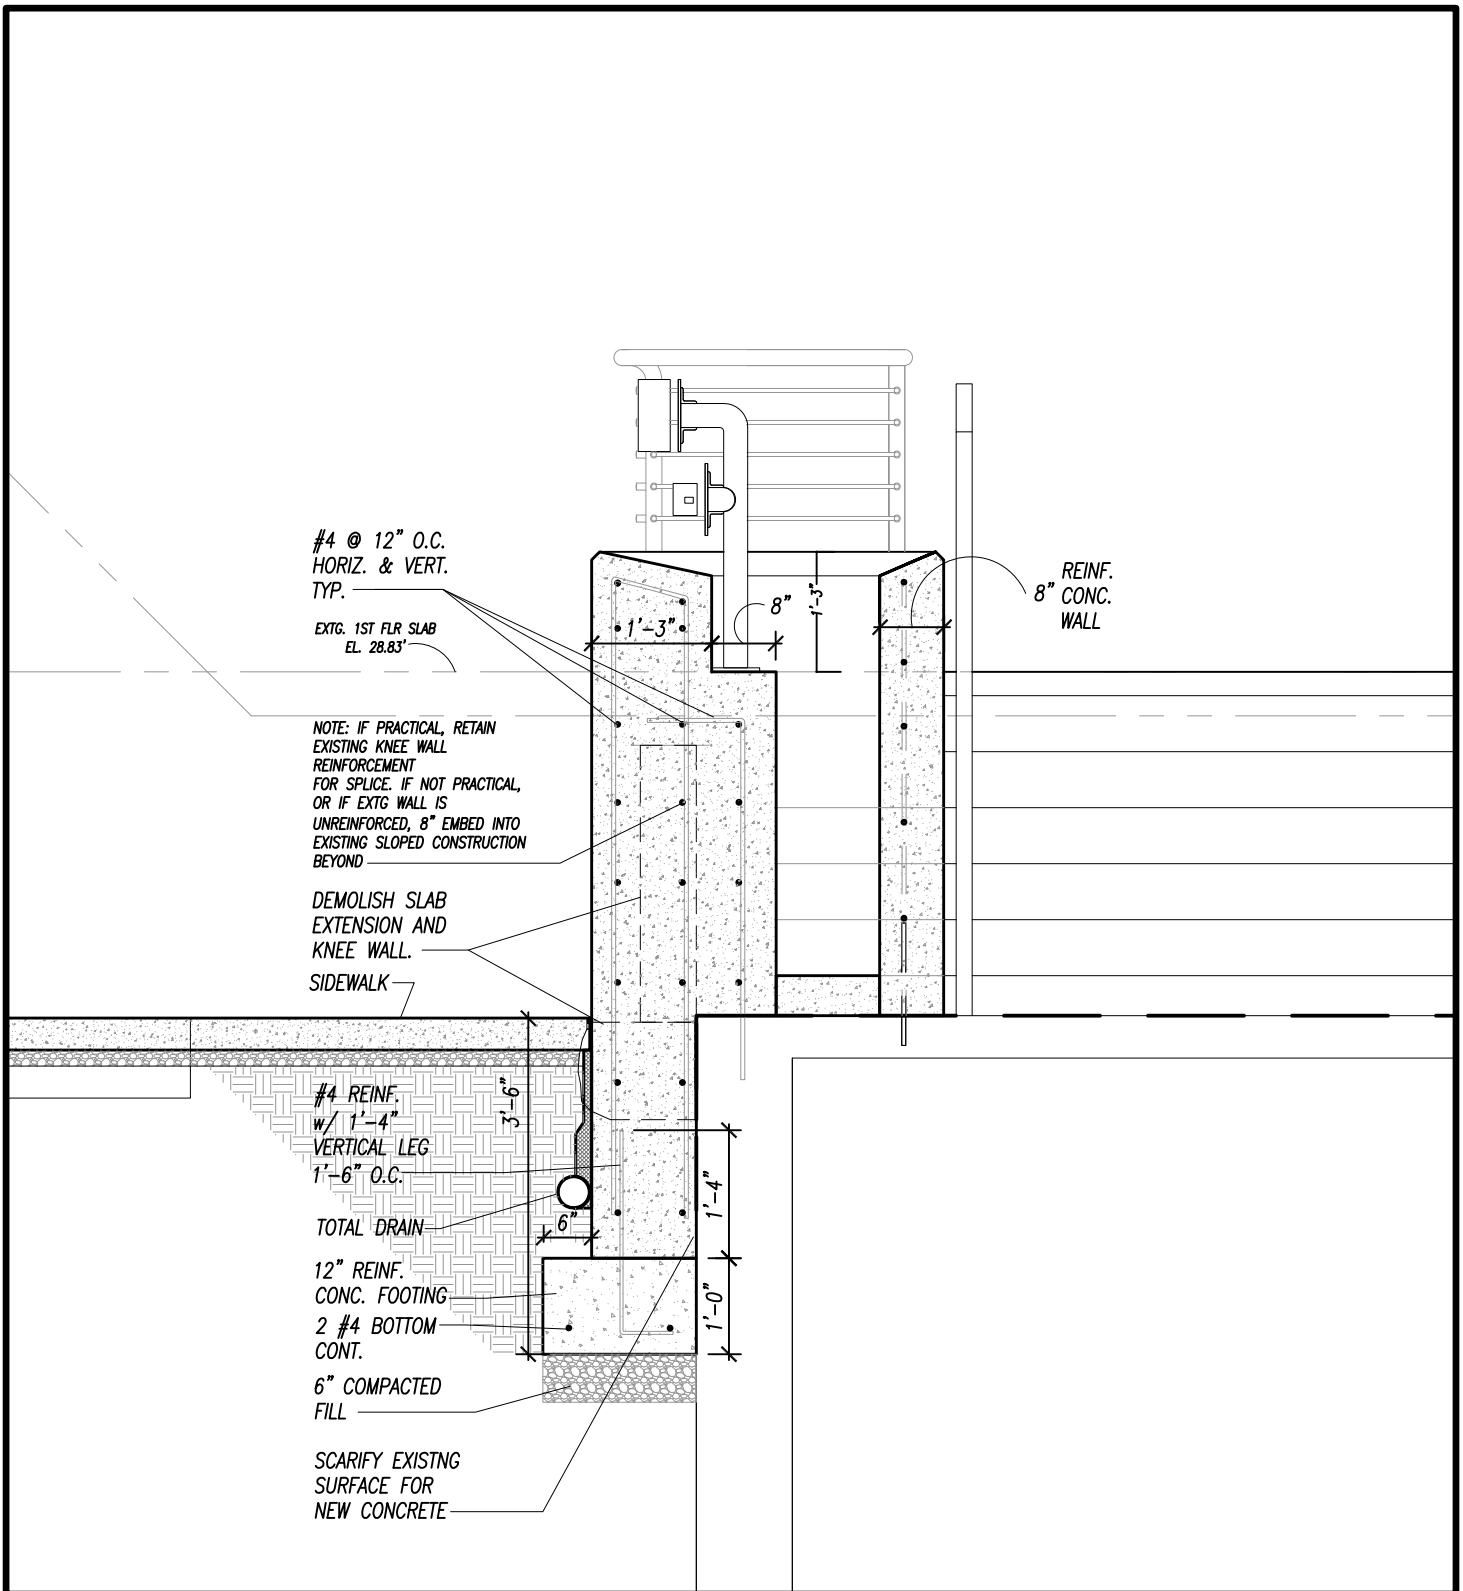 #4 @ 12" O.C.
HORIZ. & VERT.
TYP.
EXTG. 1ST FLR SLAB
EL. 28.83'
1'-3"
8"
1'-3"
8"
REINF.
CONC.
WALL
NOTE: IF PRACTICAL, RETAIN
EXISTING KNEE WALL
REINFORCEMENT
FOR SPLICE. IF NOT PRACTICAL,
OR IF EXTG WALL IS
UNREINFORCED, 8" EMBED INTO
EXISTING SLOPED CONSTRUCTION
BEYOND
DEMOLISH SLAB
EXTENSION AND
KNEE WALL.
SIDEWALK
#4 REINF.
w/ 1'-4"
VERTICAL LEG
1'-6" O.C.
3'-6"
TOTAL DRAIN
6"
1'-4"
12" REINF.
CONC. FOOTING
1'-0"
2 #4 BOTTOM
CONT.
6" COMPACTED
FILL
SCARIFY EXISTNG
SURFACE FOR
NEW CONCRETE